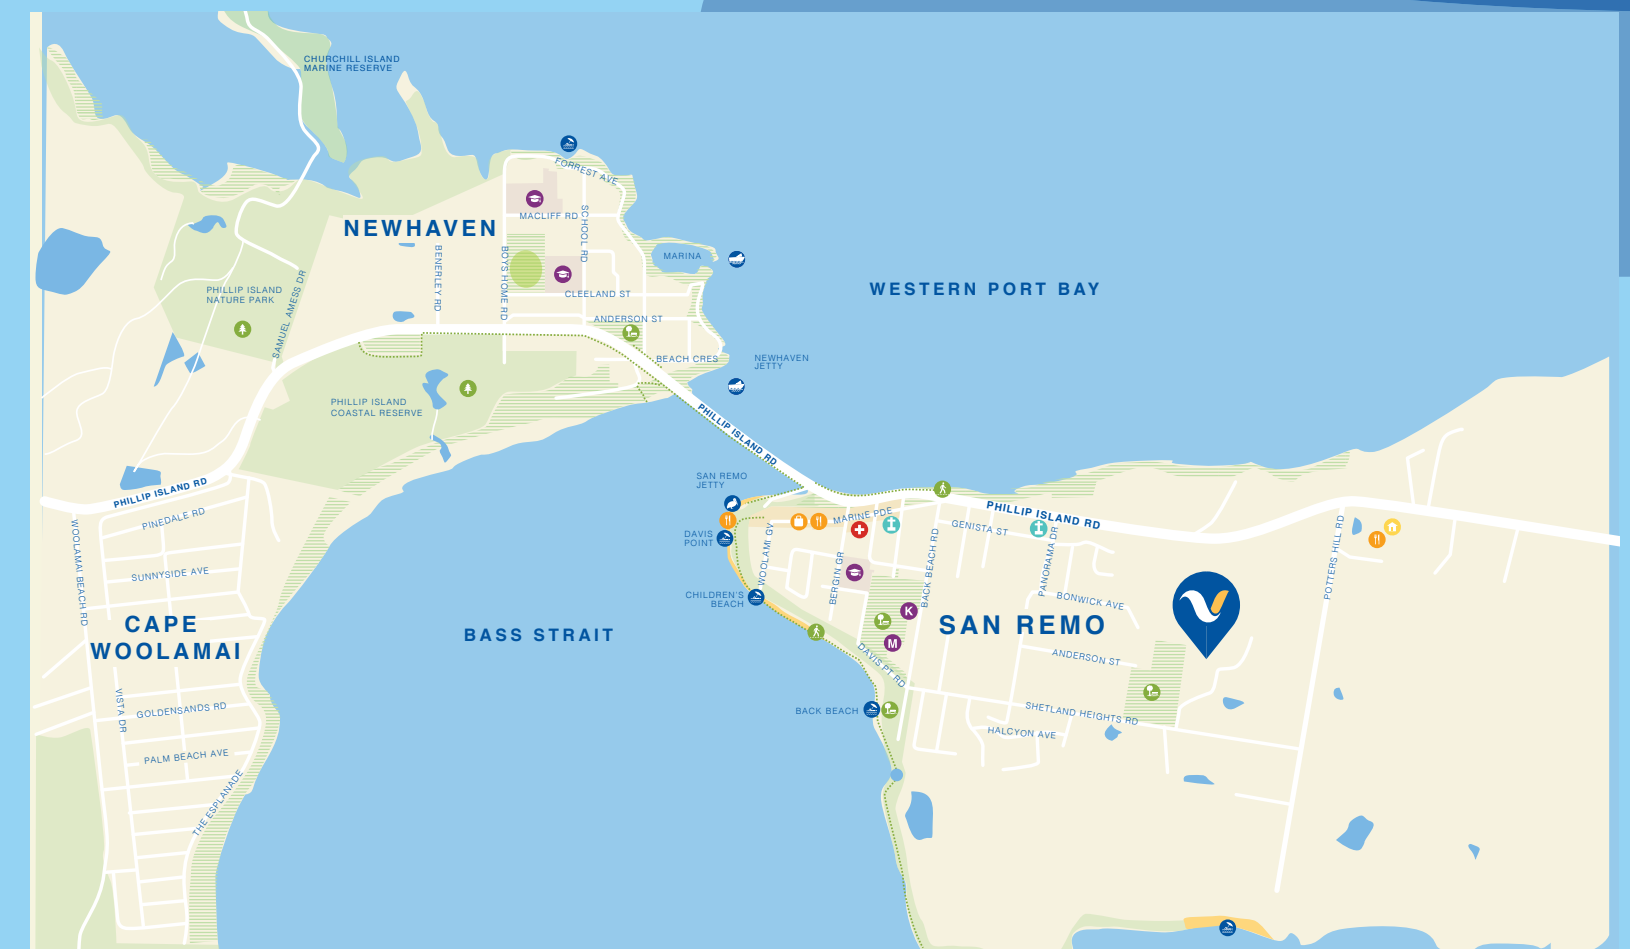 CHURCHILL ISLAND
MARINE RESERVE
FORREST AVE
MACLIFF RD
SCHOOL RD
NEWHAVEN
BENERLEY RD
BOYS HOME RD
MARINA
PHILLIP ISLAND
NATURE PARK
SAMUEL AMESS DR
CLEELAND ST
WESTERN PORT BAY
ANDERSON ST
BEACH CRES
NEWHAVEN
JETTY
PHILLIP ISLAND
COASTAL RESERVE
PHILLIP ISLAND RD
SAN REMO
JETTY
PHILLIP ISLAND RD
PINEDALE RD
WOOLAMAI BEACH RD
SUNNYSIDE AVE
CAPE
WOOLAMAI
VISTA DR
GOLDENSANDS RD
PALM BEACH AVE
THE ESPLANADE
BASS STRAIT
DAVIS
POINT
CHILDREN'S
BEACH
WOOLAMI GV
MARINE PDE
BERGIN GR
BACK BEACH RD
GENISTA ST
PHILLIP ISLAND RD
PANORAMA DR
BONWICK AVE
POTTERS HILL RD
K
M
SAN REMO
ANDERSON ST
DAVIS PT RD
BACK BEACH
SHETLAND HEIGHTS RD
HALCYON AVE